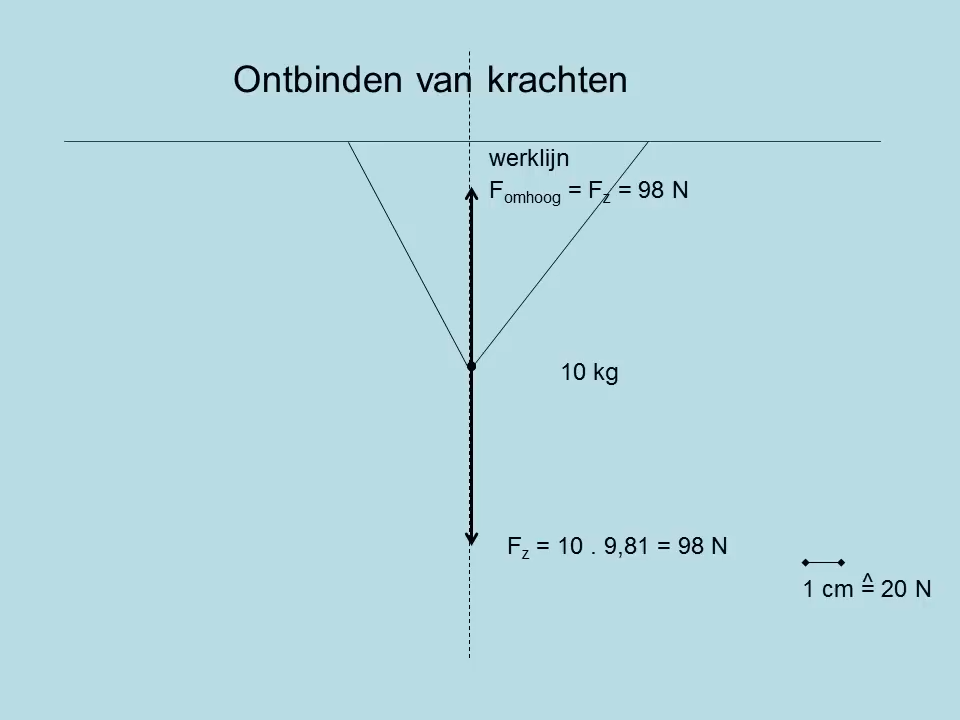 Ontbinden van krachten
werklijn
Fomhoog = Fz = 98 N
10 kg
Fz = 10 . 9,81 = 98 N
1 cm ≙ 20 N